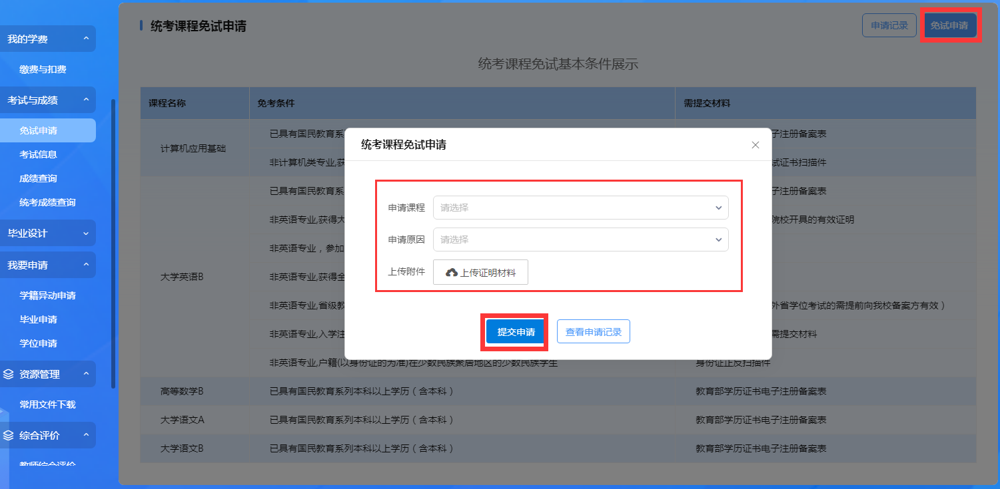 我的学费
缴费与扣费
考试与成绩
免试申请
考试信息
成绩查询
统考成绩查询
毕业设计
我要申请
学籍异动申请
毕业申请
学位申请
资源管理
常用文件下载
综合评价
教师综合评价
统考课程免试申请
申请记录
免试申请
统考课程免试基本条件展示
课程名称 免考条件 需提交材料
计算机应用基础
已具有国民教育系 子注册备案表
非计算机类专业,获 试证书扫描件
大学英语B
已具有国民教育系 子注册备案表
非英语专业,获得大 院校开具的有效证明
非英语专业，参加
非英语专业,获得全
非英语专业,省级教 外省学位考试的需提前向我校备案方有效）
非英语专业,入学注 需提交材料
非英语专业,户籍(以身份证的为准)在少数民族聚居地区的少数民族学生 身份证正反扫描件
高等数学B 已具有国民教育系列本科以上学历（含本科） 教育部学历证书电子注册备案表
大学语文A 已具有国民教育系列本科以上学历（含本科） 教育部学历证书电子注册备案表
大学语文B 已具有国民教育系列本科以上学历（含本科） 教育部学历证书电子注册备案表
统考课程免试申请
申请课程 请选择
申请原因 请选择
上传附件 上传证明材料
提交申请 查看申请记录